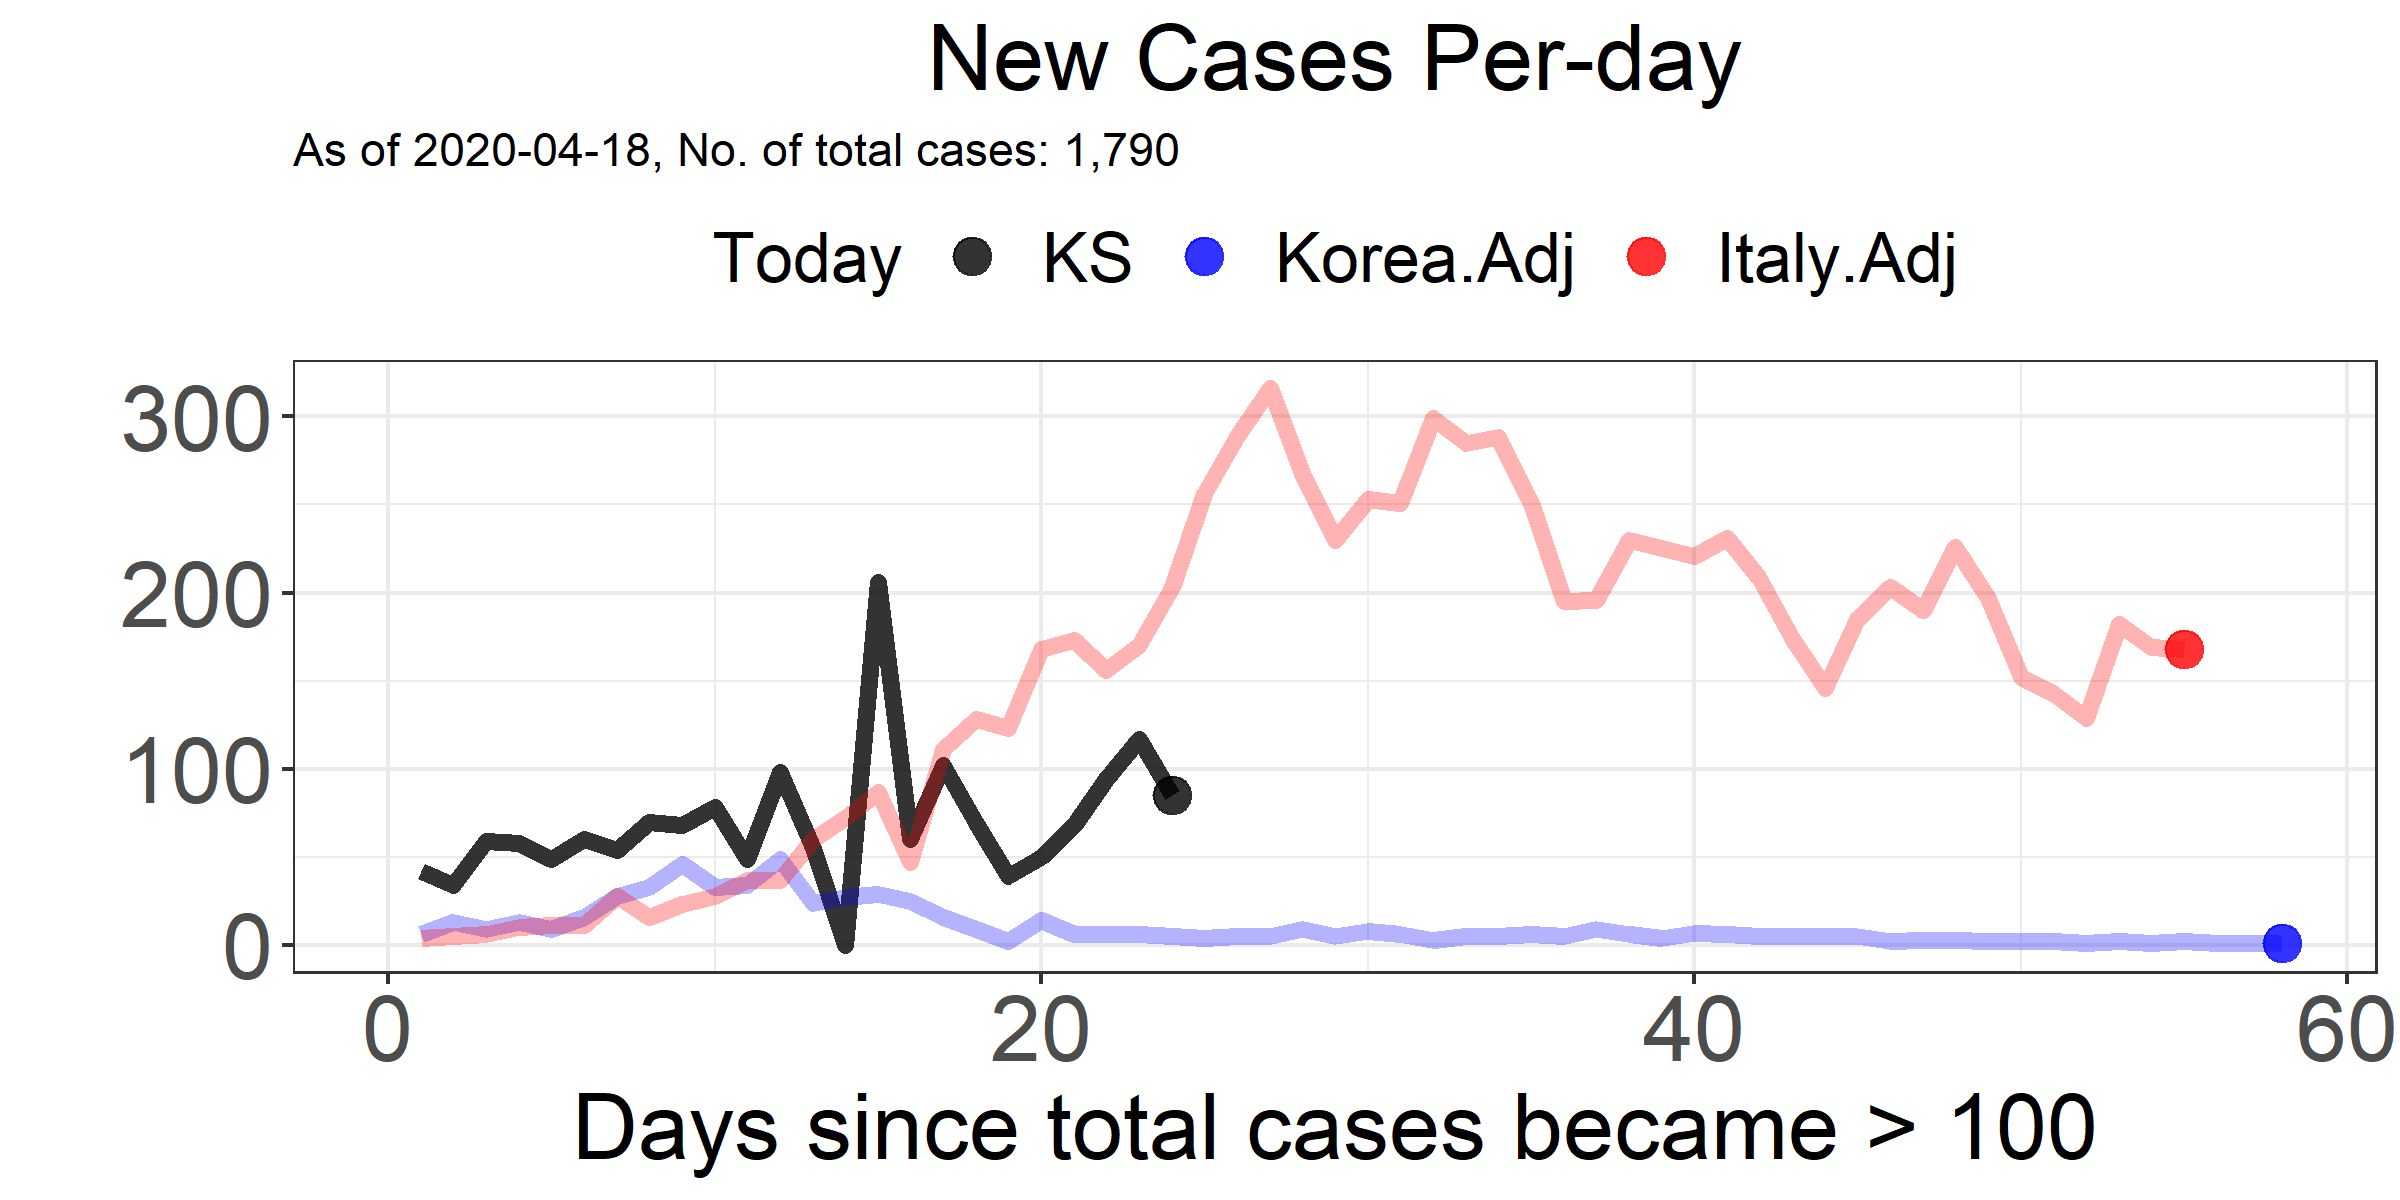 New Cases Per-day
As of 2020-04-18, No. of total cases: 1,790
Today KS Korea.Adj Italy.Adj
300
200
100
0
0 20 40 60
Days since total cases became > 100